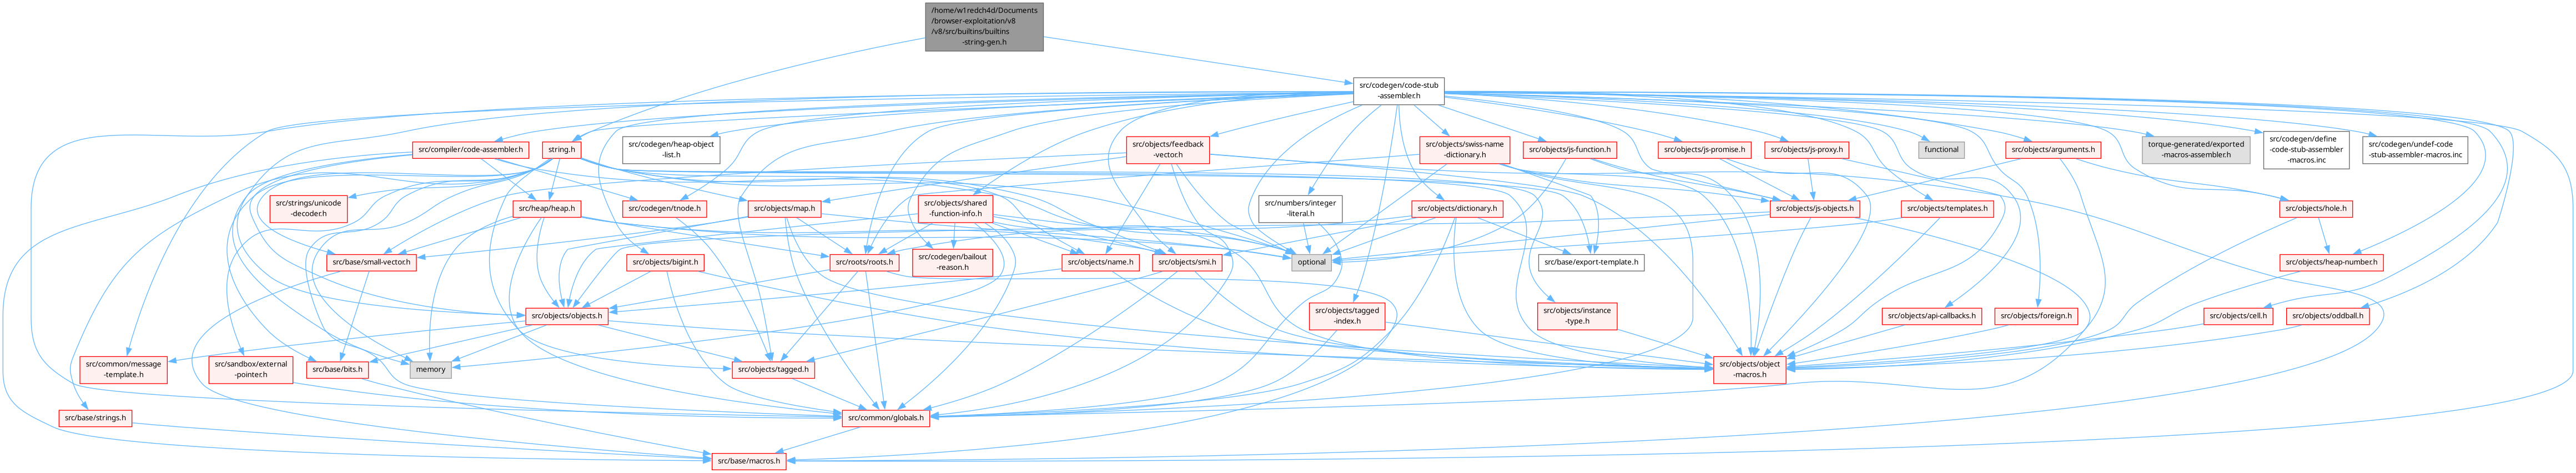 /home/w1redch4d/Documents
/browser-exploitation/v8
/v8/src/builtins/builtins
-string-gen.h
src/codegen/code-stub
-assembler.h
src/compiler/code-assembler.h
string.h
src/codegen/heap-object
-list.h
src/objects/feedback
-vector.h
src/objects/swiss-name
-dictionary.h
src/objects/js-function.h
src/objects/js-promise.h
src/objects/js-proxy.h
functional
src/objects/arguments.h
torque-generated/exported
-macros-assembler.h
src/codegen/define
-code-stub-assembler
-macros.inc
src/codegen/undef-code
-stub-assembler-macros.inc
src/strings/unicode
-decoder.h
src/heap/heap.h
src/codegen/tnode.h
src/objects/map.h
src/objects/shared
-function-info.h
src/numbers/integer
-literal.h
src/objects/dictionary.h
src/objects/js-objects.h
src/objects/templates.h
src/objects/hole.h
src/base/small-vector.h
src/objects/bigint.h
src/roots/roots.h
src/codegen/bailout
-reason.h
src/objects/name.h
src/objects/smi.h
optional
src/base/export-template.h
src/objects/heap-number.h
src/objects/objects.h
src/objects/tagged
-index.h
src/objects/instance
-type.h
src/objects/api-callbacks.h
src/objects/foreign.h
src/objects/cell.h
src/objects/oddball.h
src/common/message
-template.h
src/sandbox/external
-pointer.h
src/base/bits.h
memory
src/objects/tagged.h
src/objects/object
-macros.h
src/base/strings.h
src/common/globals.h
src/base/macros.h